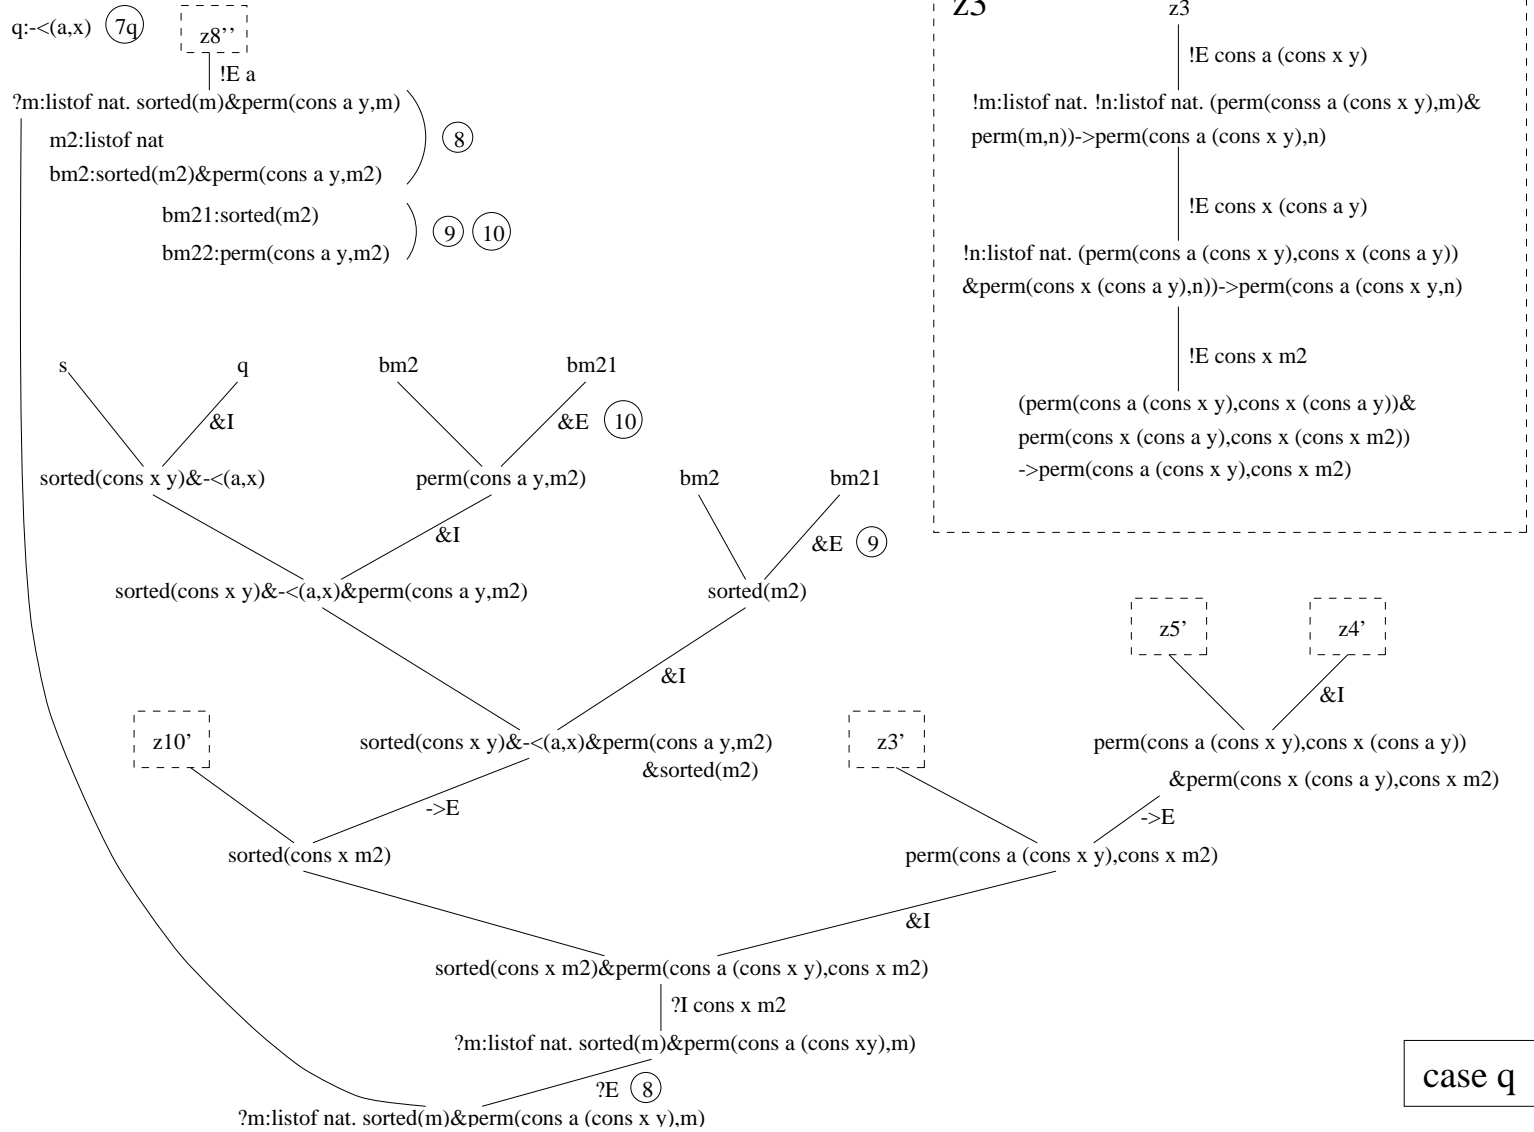 q:-<(a,x) 7q
z8’’
!E a
?m:listof nat. sorted(m)&perm(cons a y,m)
m2:listof nat
8
bm2:sorted(m2)&perm(cons a y,m2)
bm21:sorted(m2)
9 10
bm22:perm(cons a y,m2)
z3
z3
!E cons a (cons x y)
!m:listof nat. !n:listof nat. (perm(conss a (cons x y),m)&
perm(m,n))->perm(cons a (cons x y),n)
!E cons x (cons a y)
!n:listof nat. (perm(cons a (cons x y),cons x (cons a y))
&perm(cons x (cons a y),n))->perm(cons a (cons x y,n)
!E cons x m2
(perm(cons a (cons x y),cons x (cons a y))&
perm(cons x (cons a y),cons x (cons x m2))
->perm(cons a (cons x y),cons x m2)
s q bm2 bm21
&I &E 10
sorted(cons x y)&-<(a,x) perm(cons a y,m2) bm2 bm21
&I &E 9
sorted(cons x y)&-<(a,x)&perm(cons a y,m2) sorted(m2)
z5’ z4’
&I &I
z10’ sorted(cons x y)&-<(a,x)&perm(cons a y,m2) z3’ perm(cons a (cons x y),cons x (cons a y))
&sorted(m2) &perm(cons x (cons a y),cons x m2)
->E ->E
sorted(cons x m2) perm(cons a (cons x y),cons x m2)
&I
sorted(cons x m2)&perm(cons a (cons x y),cons x m2)
?I cons x m2
?m:listof nat. sorted(m)&perm(cons a (cons xy),m)
?E 8
?m:listof nat. sorted(m)&perm(cons a (cons x y),m)
case q